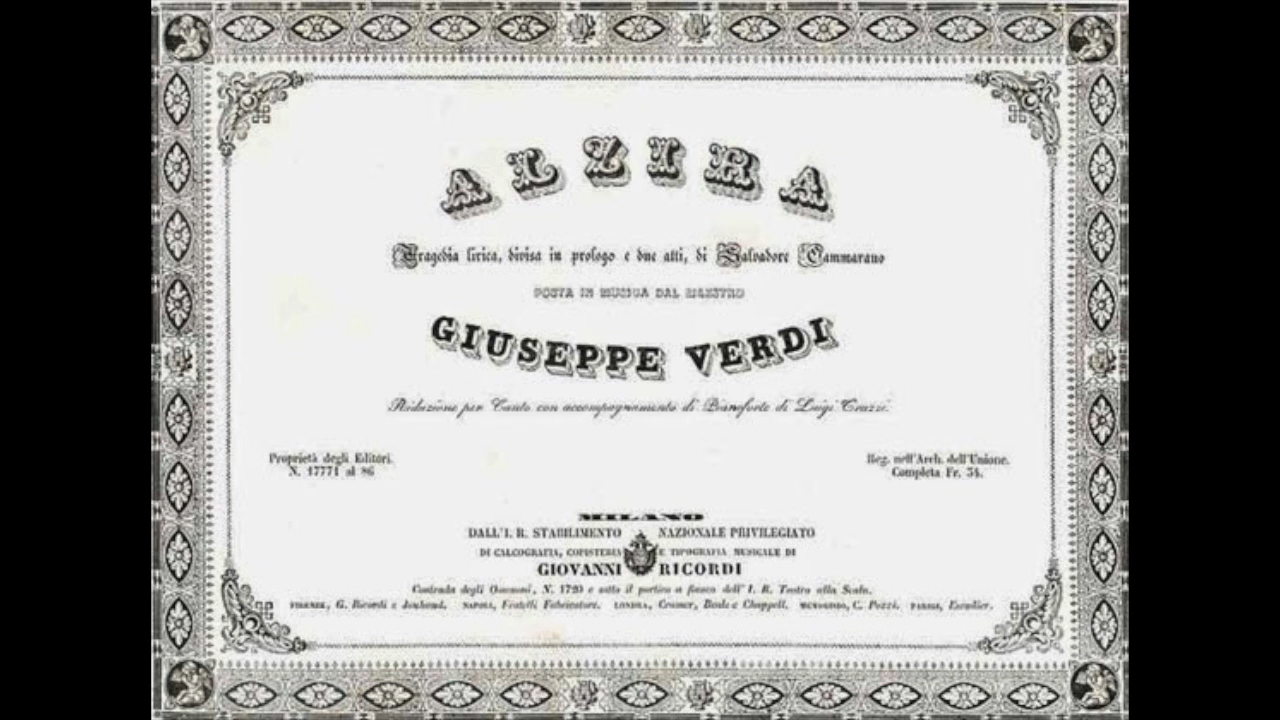 ALZIRA
Tragedia lirica, divisa in prologo e due atti, di Salvadore Cammarano
POSTA IN MUSICA DAL MAESTRO
GIUSEPPE VERDI
Riduzione per Canto con accompagnamento di Pianoforte di Luigi Truzzi.
Proprietà degli Editori.
N. 17771 al 86
Reg. nell'Arch. dell'Unione.
Completa Fr. 34.
MILANO
DALL'I. R. STABILIMENTO NAZIONALE PRIVILEGIATO
DI CALCOGRAFIA, COPISTERIA E TIPOGRAFIA MUSICALE DI
GIOVANNI RICORDI
Contrada degli Omenoni, N. 1720 e sotto il portico a fianco dell'I. R. Teatro alla Scala.
FIRENZE, G. Ricordi e Jouhaud. NAPOLI, Fratelli Fabricatore. LONDRA, Cramer, Beale e Chappell. MENDRISIO, C. Pozzi. PARIGI, Escudier.